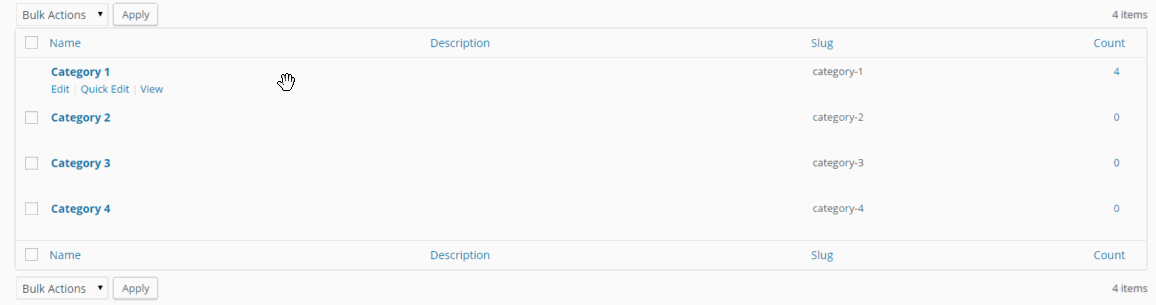 Bulk Actions Apply 4 items
Name Description Slug Count
Category 1 category-1 4
Edit | Quick Edit | View
Category 2 category-2 0
Category 3 category-3 0
Category 4 category-4 0
Name Description Slug Count
Bulk Actions Apply 4 items